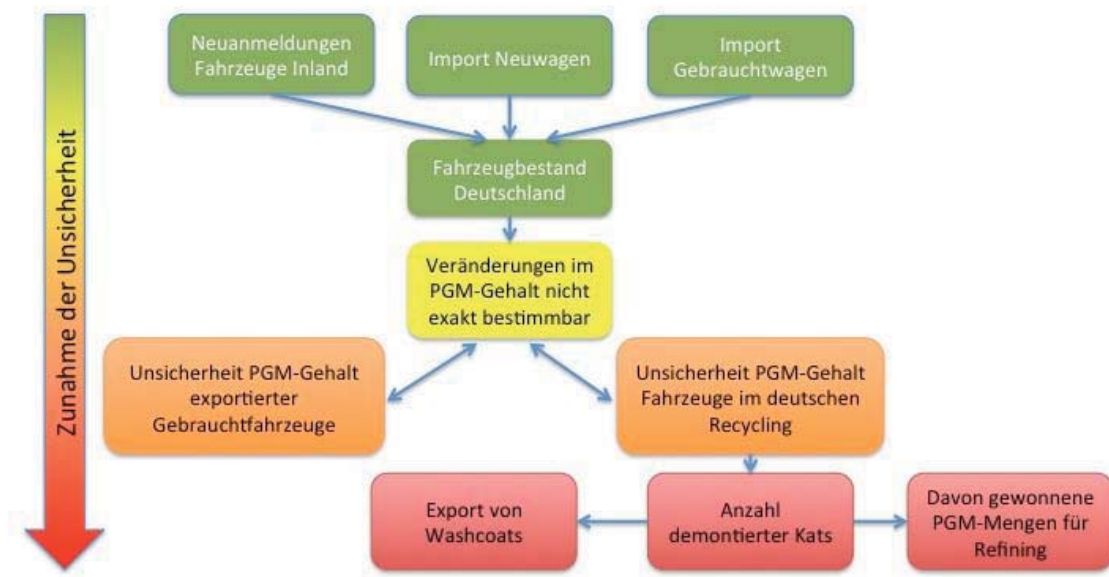 Zunahme der Unsicherheit
Neuanmeldungen
Fahrzeuge Inland
Import Neuwagen
Import
Gebrauchtwagen
Fahrzeugbestand
Deutschland
Veränderungen im
PGM-Gehalt nicht
exakt bestimmbar
Unsicherheit PGM-Gehalt
exportierter
Gebrauchtfahrzeuge
Unsicherheit PGM-Gehalt
Fahrzeuge im deutschen
Recycling
Export von
Washcoats
Anzahl
demontierter Kats
Davon gewonnene
PGM-Mengen für
Refining